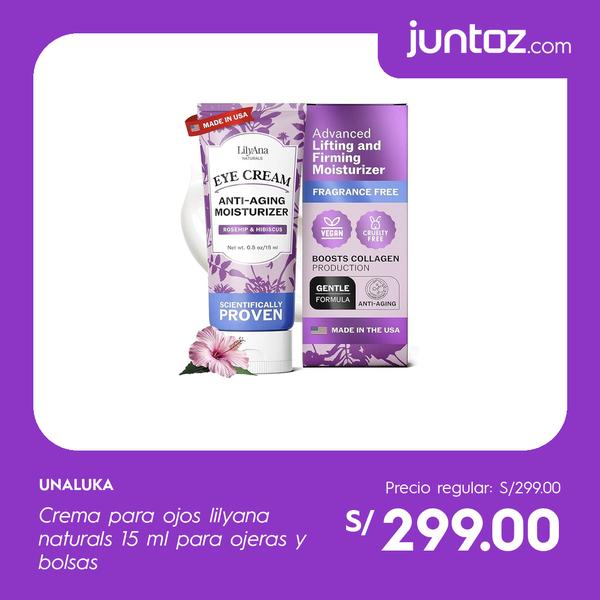 juntoz.com
MADE IN USA
LilyAna
NATURALS
EYE CREAM
ANTI-AGING
MOISTURIZER
ROSEHIP & HIBISCUS
Net wt. 0.5 oz/15 ml
SCIENTIFICALLY
PROVEN
Advanced
Lifting and
Firming
Moisturizer
FRAGRANCE FREE
VEGAN
CRUELTY
FREE
BOOSTS COLLAGEN
PRODUCTION
GENTLE
FORMULA
ANTI-AGING
MADE IN THE USA
UNALUKA
Crema para ojos lilyana
naturals 15 ml para ojeras y
bolsas
Precio regular: S/299.00
S/ 299.00